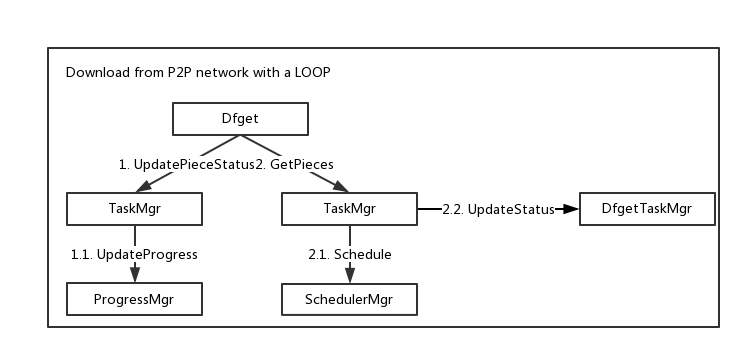 Download from P2P network with a LOOP
Dfget
1. UpdatePieceStatus
2. GetPieces
TaskMgr
TaskMgr
2.2. UpdateStatus
DfgetTaskMgr
1.1. UpdateProgress
2.1. Schedule
ProgressMgr
SchedulerMgr